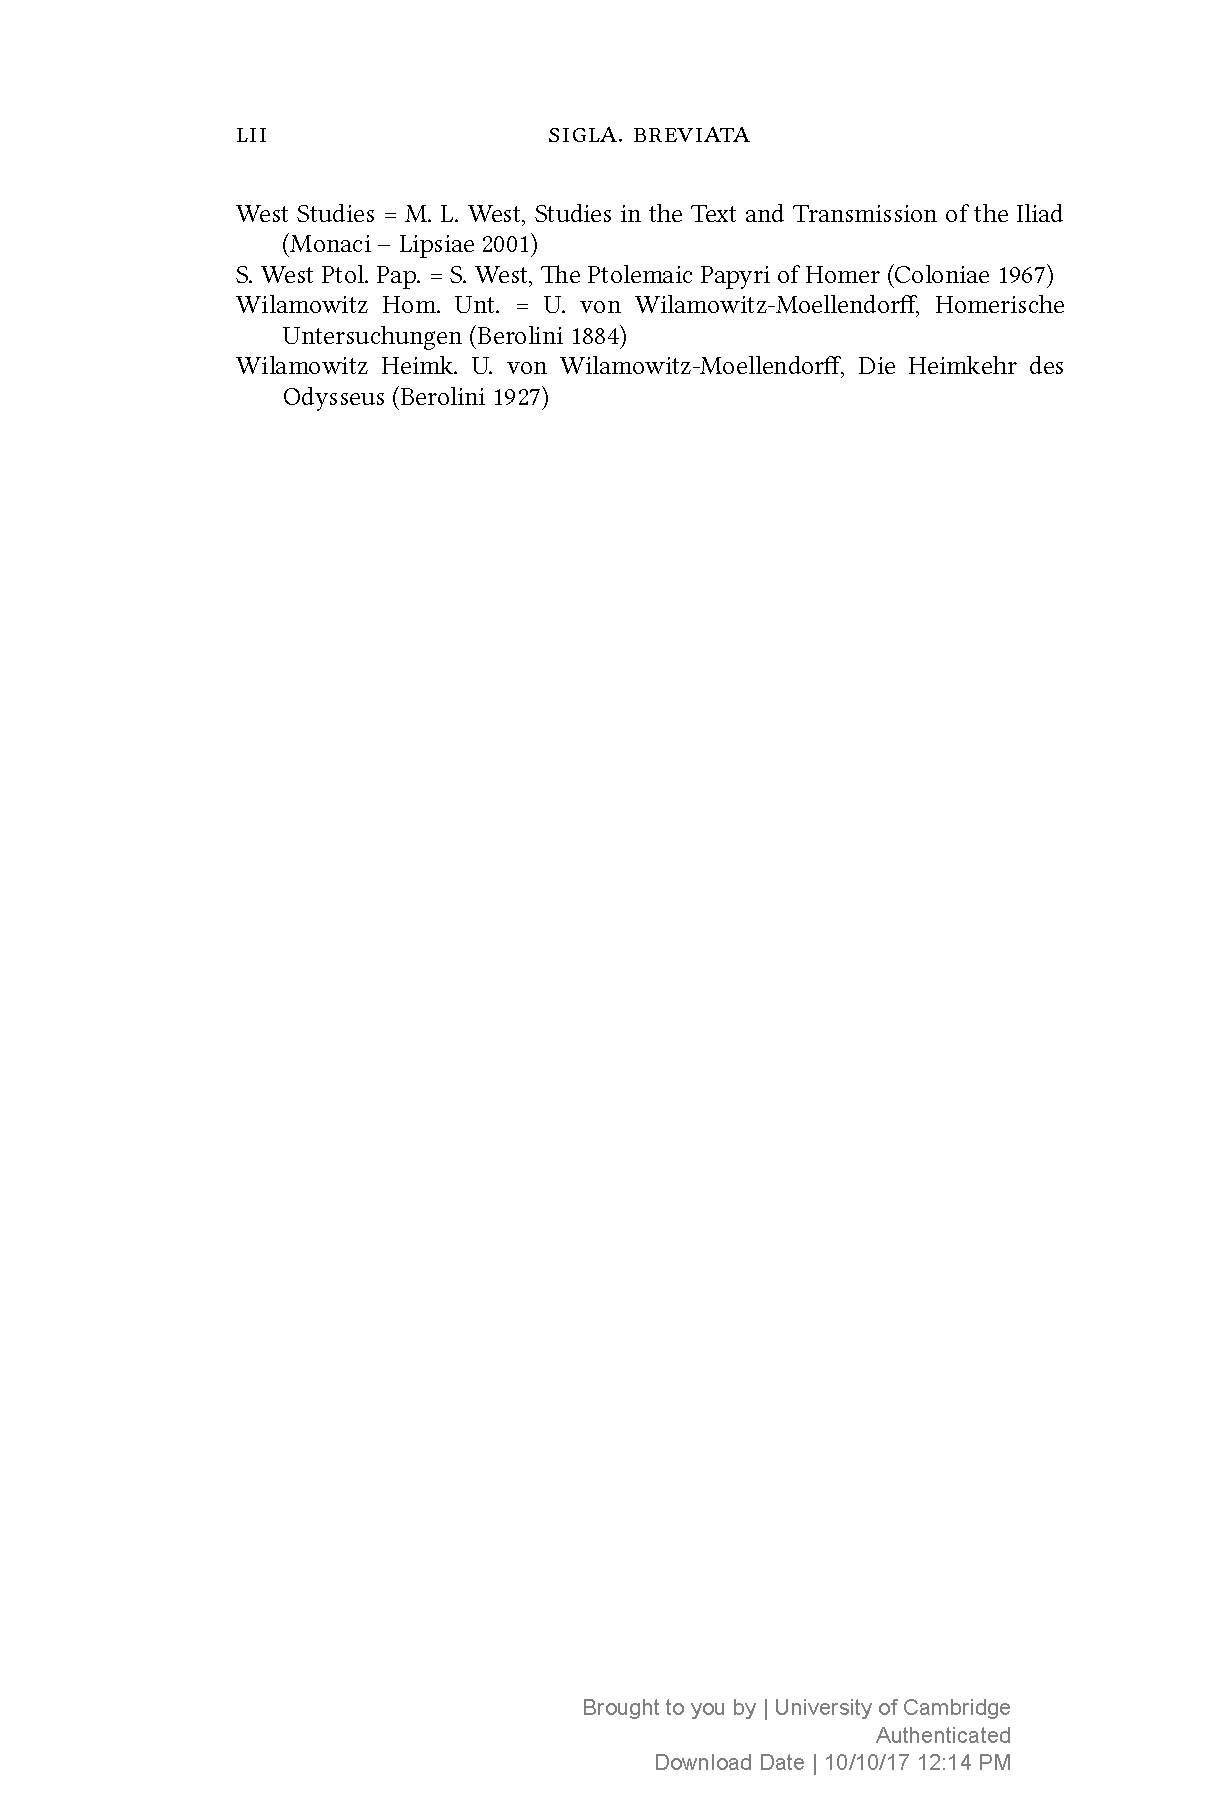 LII SIGLA. BREVIATA
West Studies = M. L. West, Studies in the Text and Transmission of the Iliad
(Monaci – Lipsiae 2001)
S. West Ptol. Pap. = S. West, The Ptolemaic Papyri of Homer (Coloniae 1967)
Wilamowitz Hom. Unt. = U. von Wilamowitz-Moellendorff, Homerische
Untersuchungen (Berolini 1884)
Wilamowitz Heimk. U. von Wilamowitz-Moellendorff, Die Heimkehr des
Odysseus (Berolini 1927)
Brought to you by | University of Cambridge
Authenticated
Download Date | 10/10/17 12:14 PM